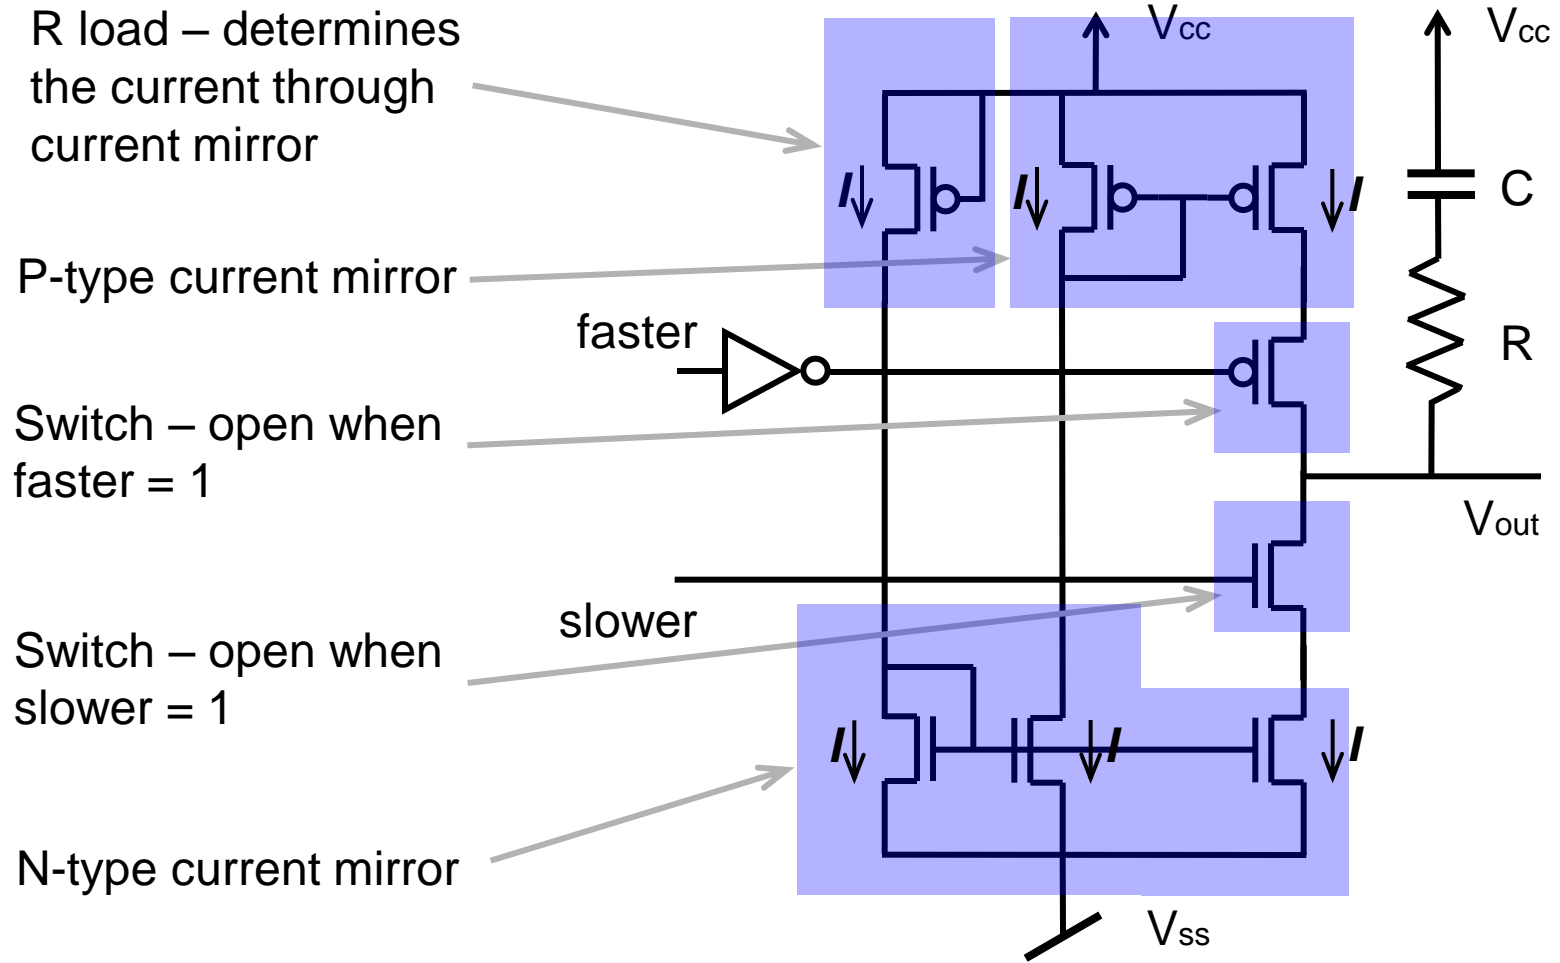 R load – determines
the current through
current mirror
P-type current mirror
faster
Switch – open when
faster = 1
slower
Switch – open when
slower = 1
N-type current mirror
Vcc
Vcc
I
I
I
C
R
Vout
I
I
I
Vss